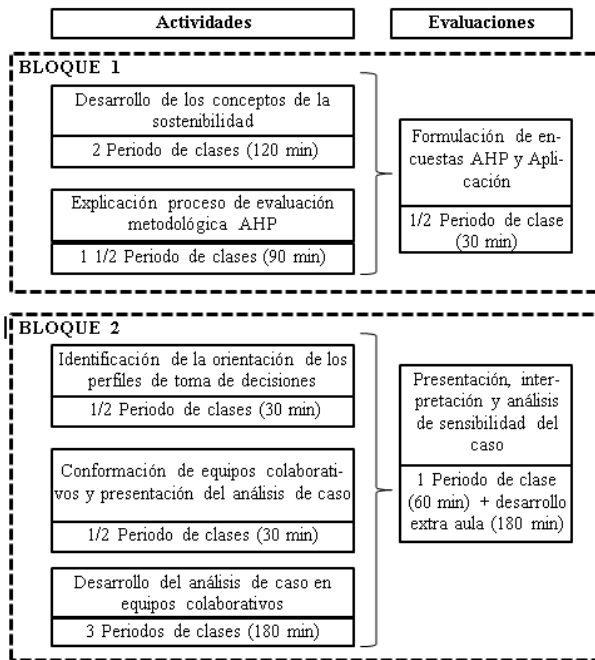 Actividades
Evaluaciones
BLOQUE 1
Desarrollo de los conceptos de la
sostenibilidad
2 Periodo de clases (120 min)
Explicación proceso de evaluación
metodológica AHP
1 1/2 Periodo de clases (90 min)
Formulación de en-
cuestas AHP y Apli-
cación
1/2 Periodo de clase
(30 min)
BLOQUE 2
Identificación de la orientación de los
perfiles de toma de decisiones
1/2 Periodo de clases (30 min)
Conformación de equipos colaborati-
vos y presentación del análisis de caso
1/2 Periodo de clases (30 min)
Desarrollo del análisis de caso en
equipos colaborativos
3 Periodos de clases (180 min)
Presentación, inter-
pretación y análisis
de sensibilidad del
caso
1 Periodo de clase
(60 min) + desarrollo
extra aula (180 min)